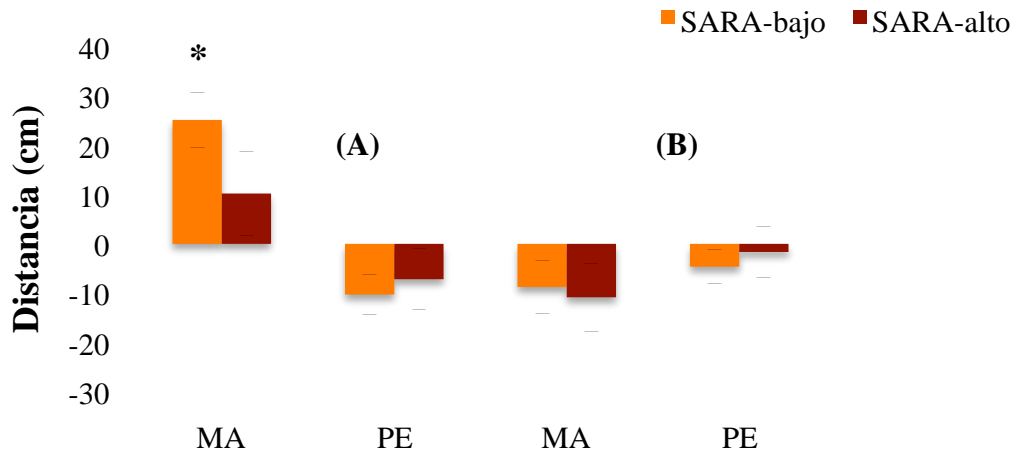 SARA-bajo SARA-alto
Distancia (cm)
40
30
20
10
0
-10
-20
-30
*
(A) (B)
MA PE MA PE